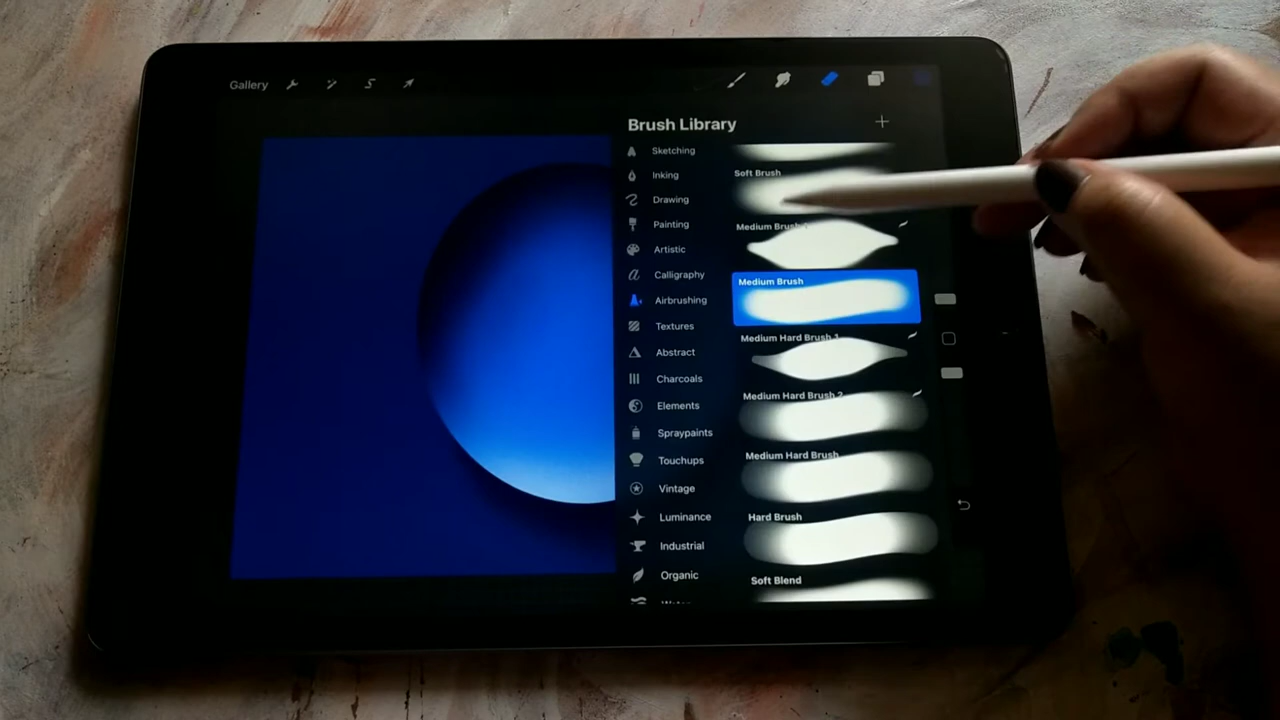 Gallery
Brush Library
Sketching
Inking
Drawing
Painting
Artistic
Calligraphy
Airbrushing
Textures
Abstract
Charcoals
Elements
Spraypaints
Touchups
Vintage
Luminance
Industrial
Organic
Water
Soft Brush
Medium Brush
Medium Brush
Medium Hard Brush 1
Medium Hard Brush 2
Medium Hard Brush
Hard Brush
Soft Blend